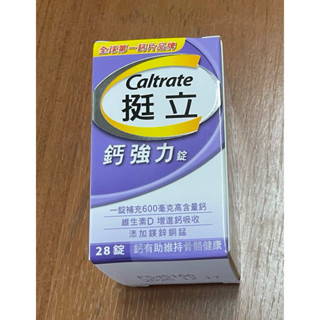 全球第一鈣片品牌
Caltrate
挺立
鈣強力錠
一錠補充600毫克高含量鈣
維生素D 增進鈣吸收
添加鎂鋅銅錳
28錠 鈣有助維持骨骼健康